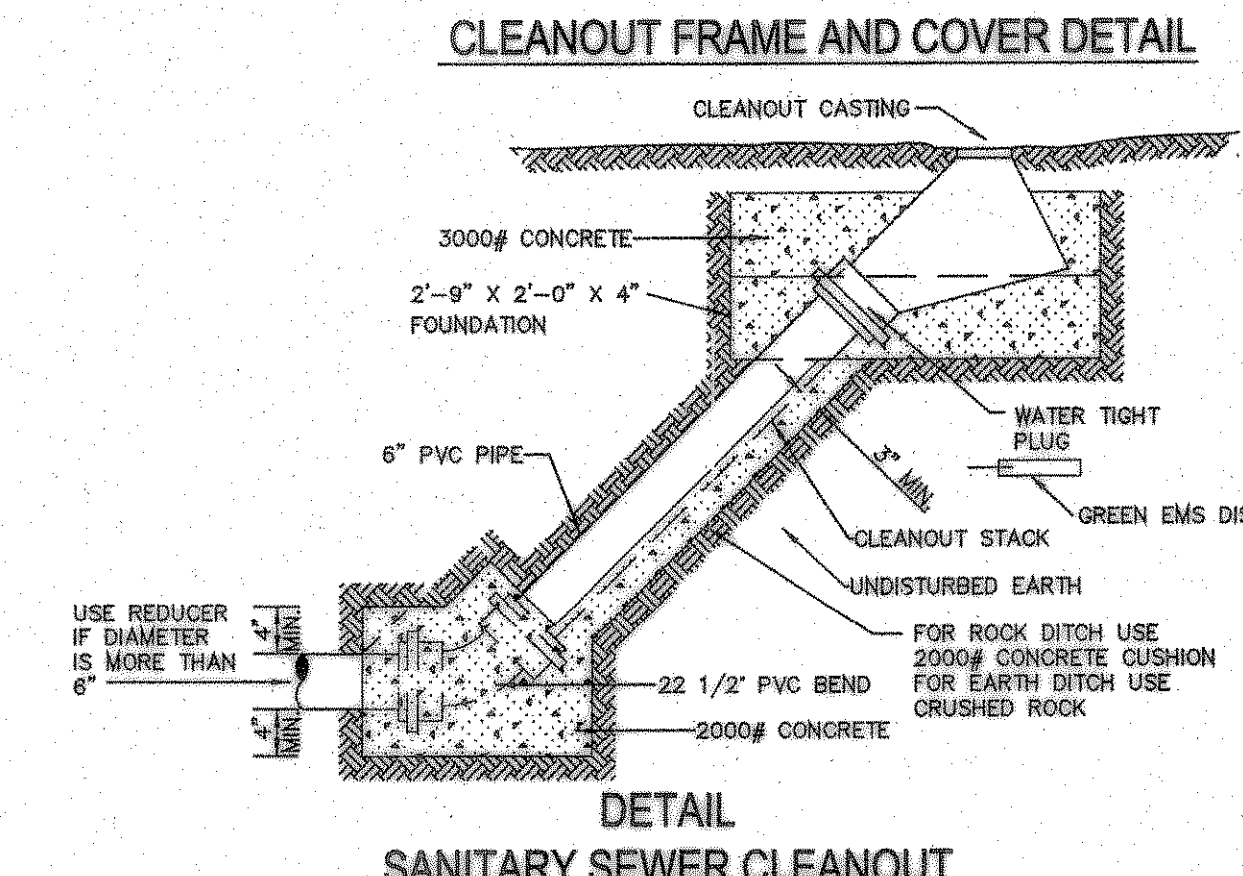 CLEANOUT FRAME AND COVER DETAIL
CLEANOUT CASTING
3000# CONCRETE
2'-9" X 2'-0" X 4"
FOUNDATION
WATER TIGHT
PLUG
6" PVC PIPE
MIN.
GREEN EMS
CLEANOUT STACK
UNDISTURBED EARTH
USE REDUCER
IF DIAMETER
IS MORE THAN
6"
4"
MIN.
FOR ROCK DITCH USE
2000# CONCRETE CUSHION
FOR EARTH DITCH USE
CRUSHED ROCK
22 1/2° PVC BEND
2000# CONCRETE
4"
MIN.
DETAIL
SANITARY SEWER CLEANOUT